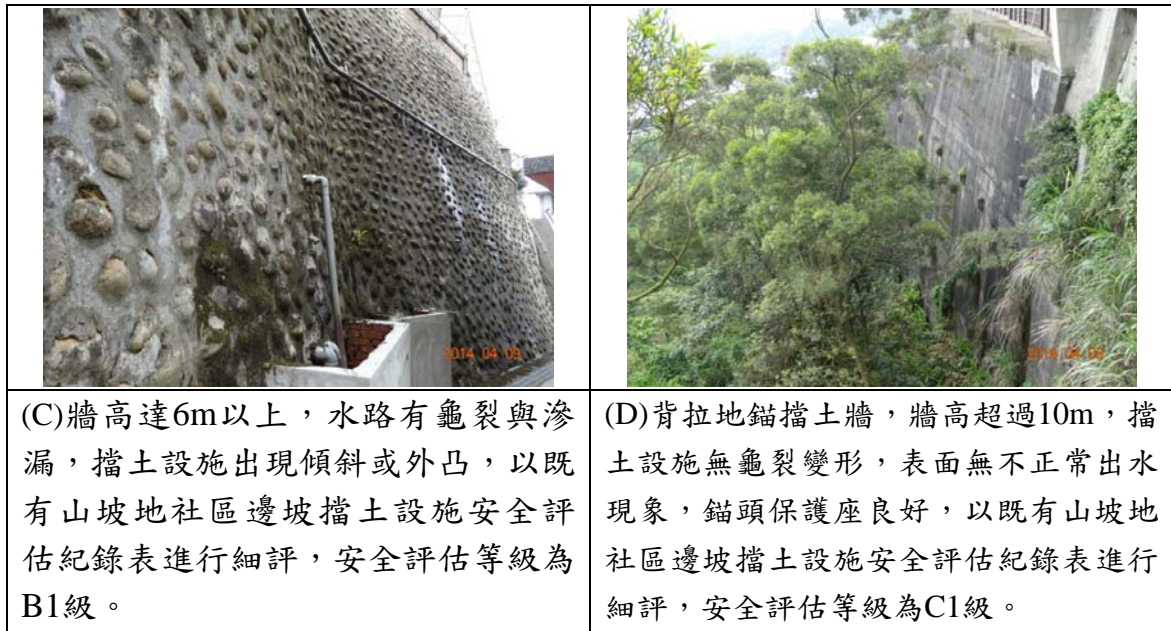 2014 04 09
2014 04 09
(C)牆高達6m以上，水路有龜裂與滲
漏，擋土設施出現傾斜或外凸，以既
有山坡地社區邊坡擋土設施安全評
估紀錄表進行細評，安全評估等級為
B1級。
(D)背拉地錨擋土牆，牆高超過10m，擋
土設施無龜裂變形，表面無不正常出水
現象，錨頭保護座良好，以既有山坡地
社區邊坡擋土設施安全評估紀錄表進行
細評，安全評估等級為C1級。